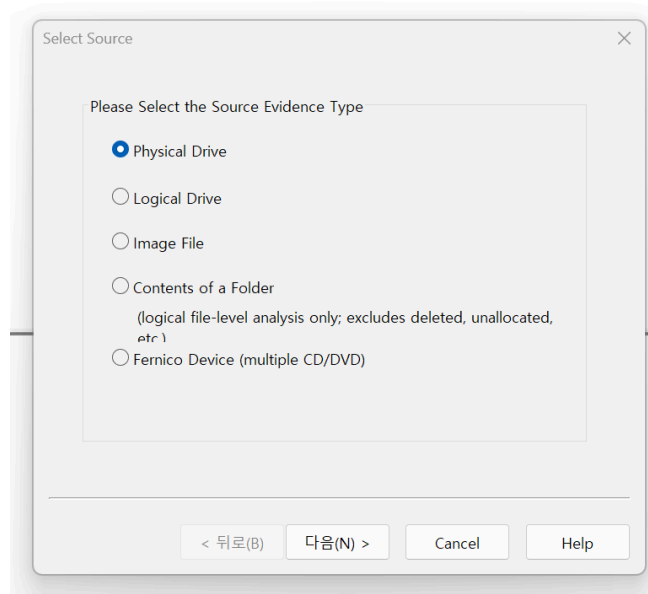 Select Source
Please Select the Source Evidence Type
Physical Drive
Logical Drive
Image File
Contents of a Folder
(logical file-level analysis only; excludes deleted, unallocated,
etc.)
Fernico Device (multiple CD/DVD)
< 뒤로(B) 다음(N) > Cancel Help